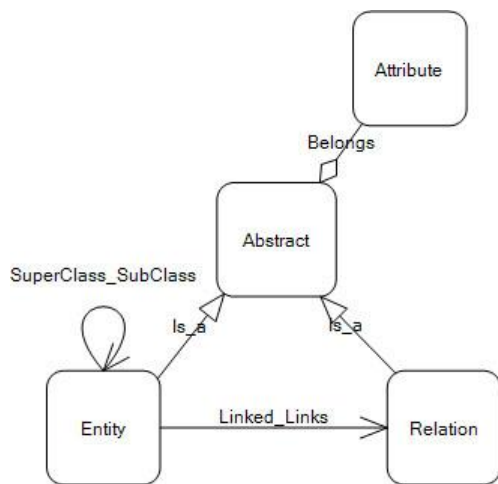 Attribute
Belongs
Abstract
SuperClass_SubClass
Is_a
Is_a
Entity
Linked_Links
Relation